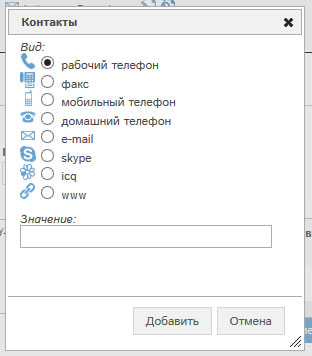 Контакты
Вид:
рабочий телефон
факс
мобильный телефон
домашний телефон
e-mail
skype
icq
www
Значение:
Добавить
Отмена